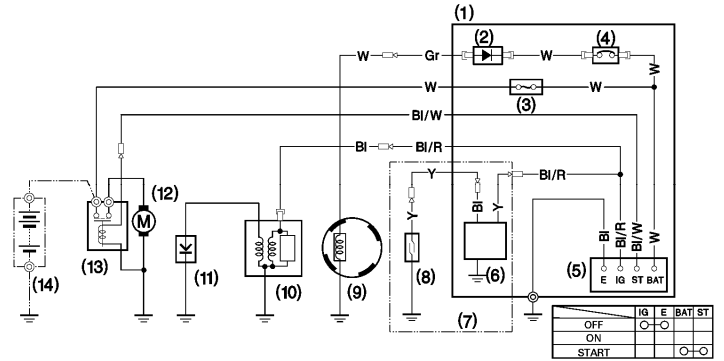 (1)
(2)
(4)
W
Gr
W
W
W
W
(3)
Bl/W
Bl
Bl/R
Y
Bl/R
(12)
Y
Bl
Y
Bl
Bl/R
Bl/W
W
M
(14)
(13)
(11)
(10)
(9)
(8)
(6)
(5)
E IG ST BAT
(7)
IG E BAT ST
OFF
ON
START